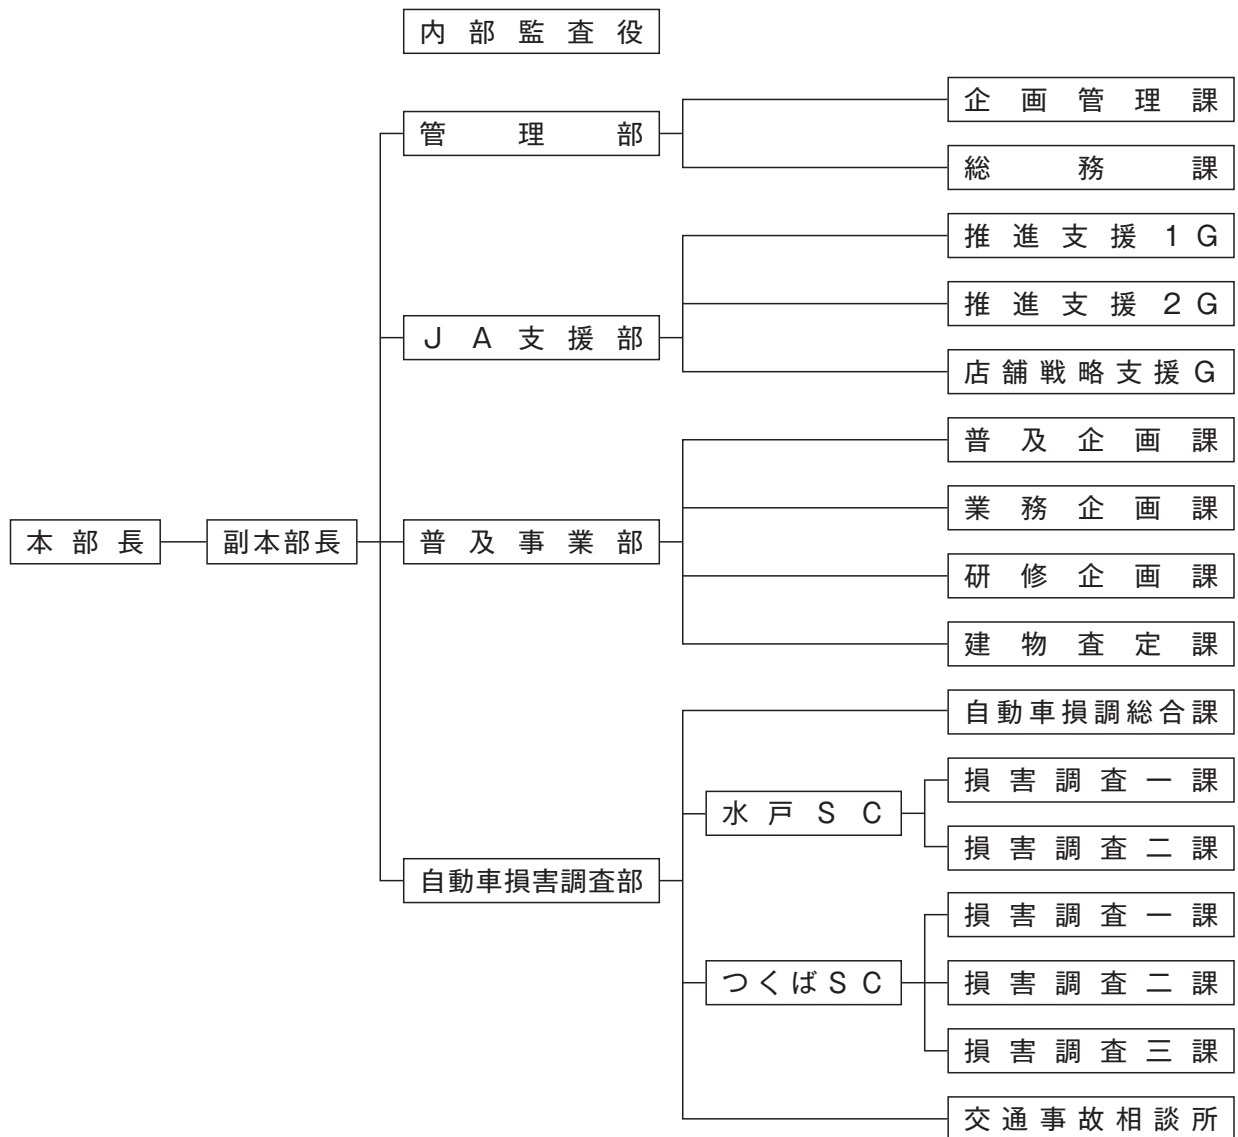 内部監査役
企画管理課
管理部
総務課
推進支援1G
推進支援2G
JA支援部
店舗戦略支援G
普及企画課
業務企画課
本部長
副本部長
普及事業部
研修企画課
建物査定課
自動車損調総合課
損害調査一課
水戸SC
損害調査二課
自動車損害調査部
損害調査一課
つくばSC
損害調査二課
損害調査三課
交通事故相談所